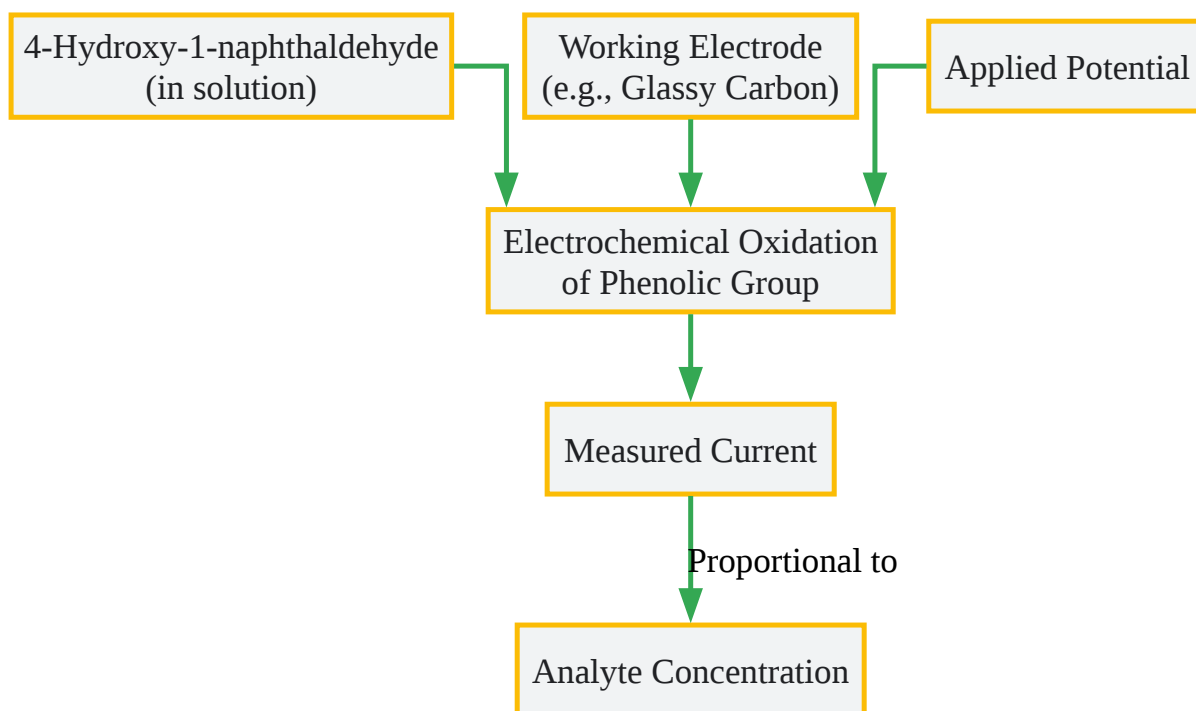 4-Hydroxy-1-naphthaldehyde
(in solution)
Working Electrode
(e.g., Glassy Carbon)
Applied Potential
Electrochemical Oxidation
of Phenolic Group
Measured Current
Proportional to
Analyte Concentration